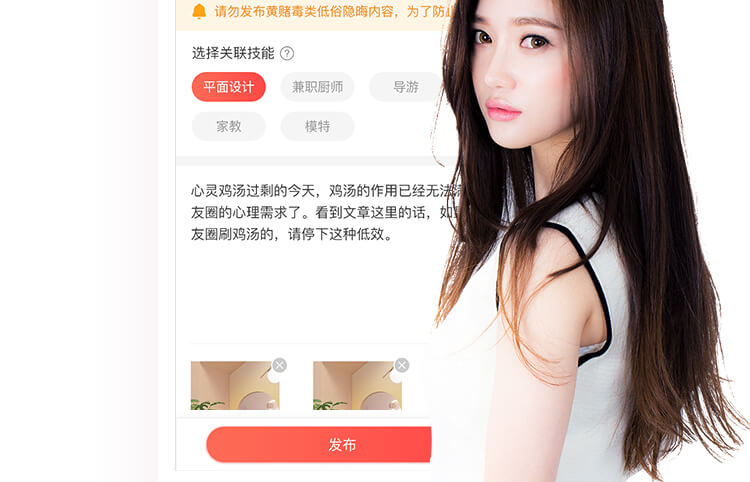 请勿发布黄赌毒类低俗隐晦内容，为了防
选择关联技能 ?
平面设计 兼职厨师 导游
家教 模特
心灵鸡汤过剩的今天，鸡汤的作用已经无法
友圈的心理需求了。看到文章这里的话，如
友圈刷鸡汤的，请停下这种低效。
发布